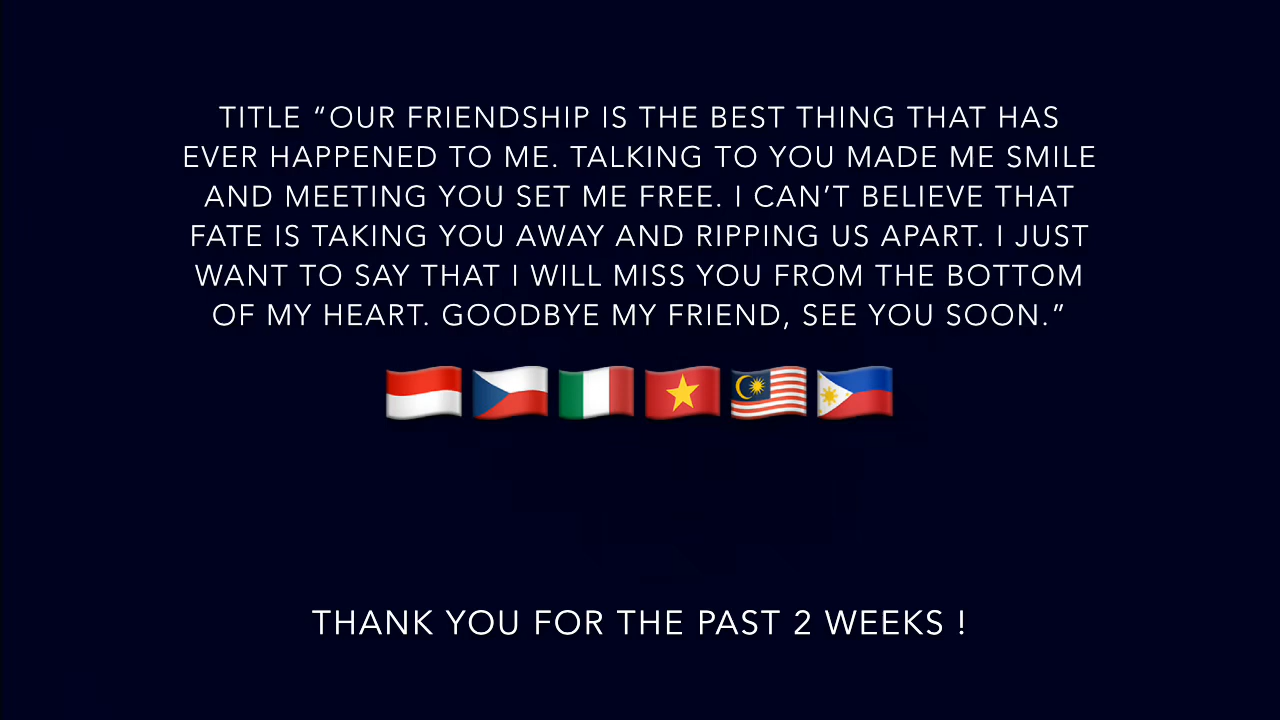 TITLE “OUR FRIENDSHIP IS THE BEST THING THAT HAS
EVER HAPPENED TO ME. TALKING TO YOU MADE ME SMILE
AND MEETING YOU SET ME FREE. I CAN’T BELIEVE THAT
FATE IS TAKING YOU AWAY AND RIPPING US APART. I JUST
WANT TO SAY THAT I WILL MISS YOU FROM THE BOTTOM
OF MY HEART. GOODBYE MY FRIEND, SEE YOU SOON.”
THANK YOU FOR THE PAST 2 WEEKS !